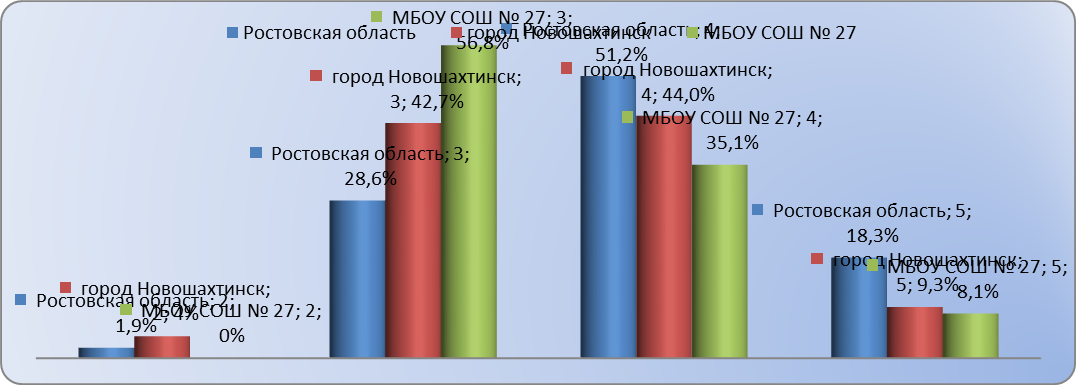 Ростовская область
город Новошахтинск
МБОУ СОШ № 27
Ростовская область; 2;
1,9%
город Новошахтинск;
2; 4%
МБОУ СОШ № 27; 2;
0%
Ростовская область; 3;
28,6%
город Новошахтинск;
3; 42,7%
МБОУ СОШ № 27; 3;
56,8%
Ростовская область; 4;
51,2%
город Новошахтинск;
4; 44,0%
МБОУ СОШ № 27; 4;
35,1%
Ростовская область; 5;
18,3%
город Новошахтинск;
5; 9,3%
МБОУ СОШ № 27; 5;
8,1%